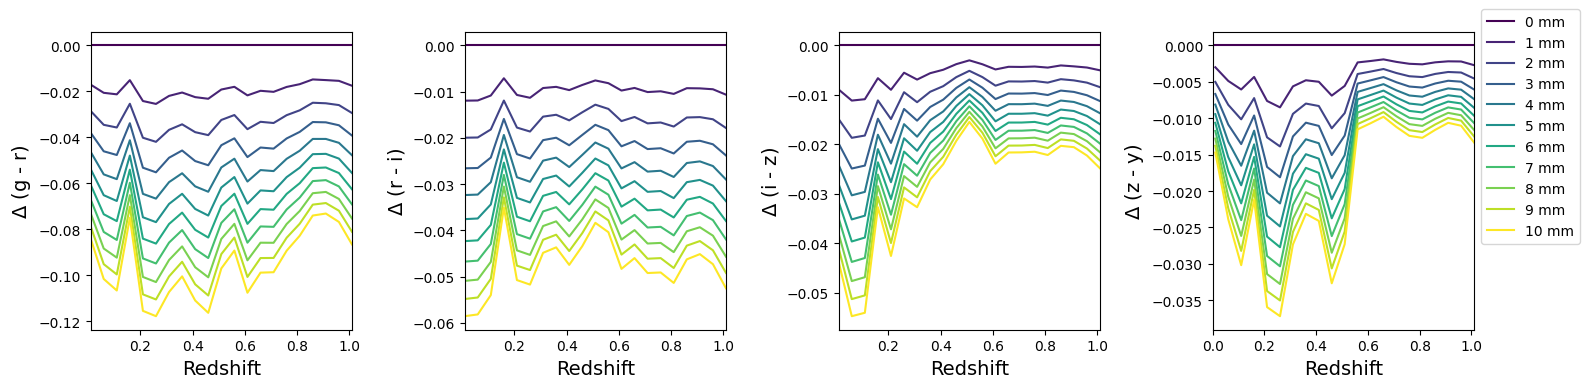 Δ (g - r)
0.00
−0.02
−0.04
−0.06
−0.08
−0.10
−0.12
0.2 0.4 0.6 0.8 1.0
Redshift
Δ (r - i)
0.00
−0.01
−0.02
−0.03
−0.04
−0.05
−0.06
0.2 0.4 0.6 0.8 1.0
Redshift
Δ (i - z)
0.00
−0.01
−0.02
−0.03
−0.04
−0.05
0.2 0.4 0.6 0.8 1.0
Redshift
Δ (z - y)
0.000
−0.005
−0.010
−0.015
−0.020
−0.025
−0.030
−0.035
0.0 0.2 0.4 0.6 0.8 1.0
Redshift
0 mm
1 mm
2 mm
3 mm
4 mm
5 mm
6 mm
7 mm
8 mm
9 mm
10 mm